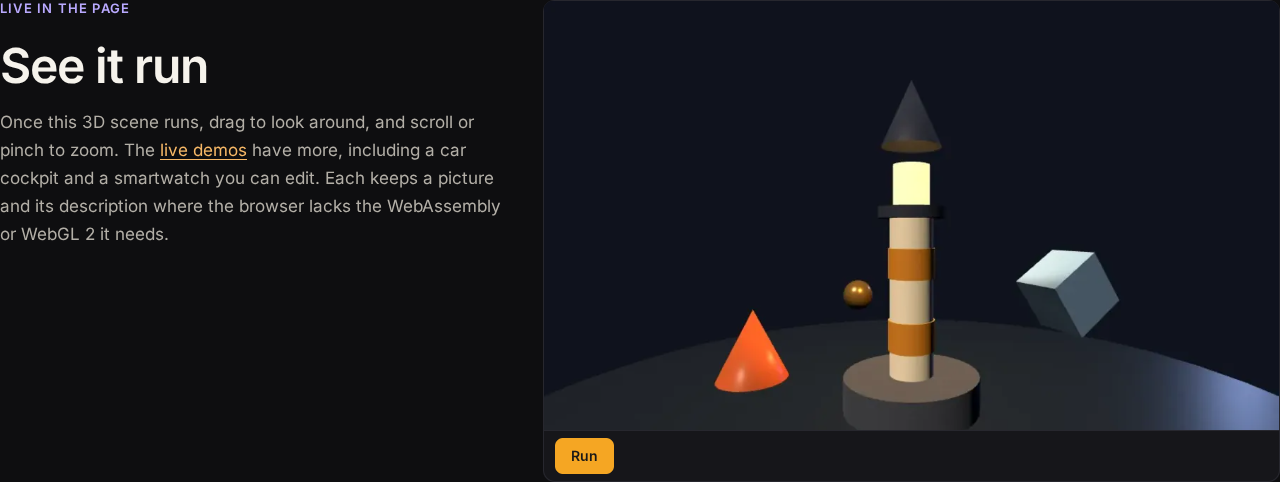 LIVE IN THE PAGE
See it run
Once this 3D scene runs, drag to look around, and scroll or
pinch to zoom. The live demos have more, including a car
cockpit and a smartwatch you can edit. Each keeps a picture
and its description where the browser lacks the WebAssembly
or WebGL 2 it needs.
Run